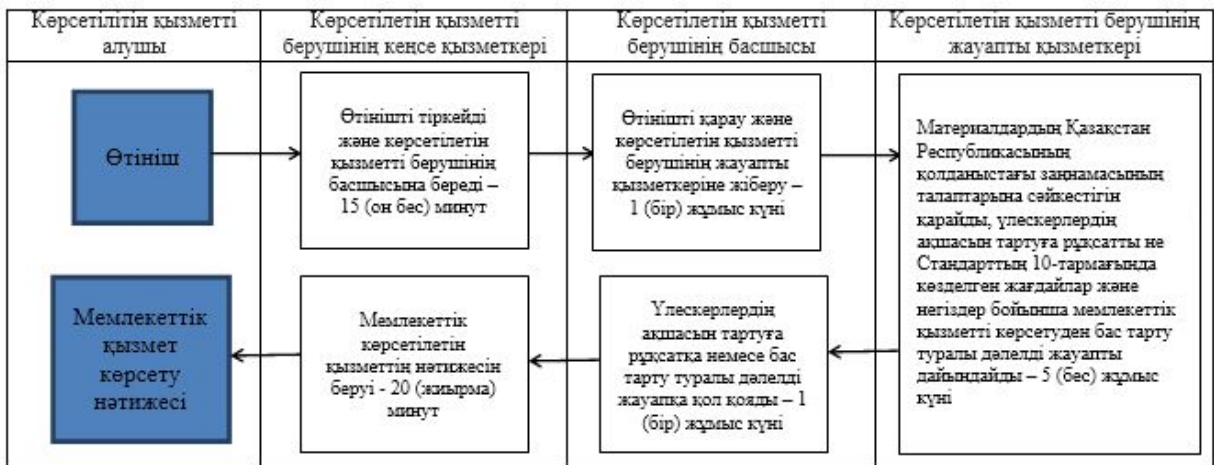 Көрсетілітін қызметті
алушы
Көрсетілетін қызметті
берушінің кеңсе қызметкері
Көрсетілетін қызметті
берушінің басшысы
Көрсетілетін қызметті берушінің
жауапты қызметкері
Өтініш
Өтінішті тіркейді
және көрсетілетін
қызметті берушінің
басшысына береді –
15 (он бес) минут
Өтінішті қарау және
көрсетілетін қызметті
берушінің жауапты
қызметкеріне жіберу –
1 (бір) жұмыс күні
Материалдардың Қазақстан
Республикасының
қолданыстағы заңнамасының
талаптарына сәйкестігін
қарайды, үлескерлердің
ақшасын тартуға рұқсатты не
Стандарттың 10-тармағында
көзделген жағдайлар және
негіздер бойынша мемлекеттік
қызметті көрсетуден бас тарту
туралы дәлелді жауапты
дайындайды – 5 (бес) жұмыс
күні
Үлескерлердің
ақшасын тартуға
рұқсатқа немесе бас
тарту туралы дәлелді
жауапқа қол қояды – 1
(бір) жұмыс күні
Мемлекеттік
көрсетілетін
қызметтің нәтижесін
беруі - 20 (жиырма)
минут
Мемлекеттік
қызмет
көрсету
нәтижесі